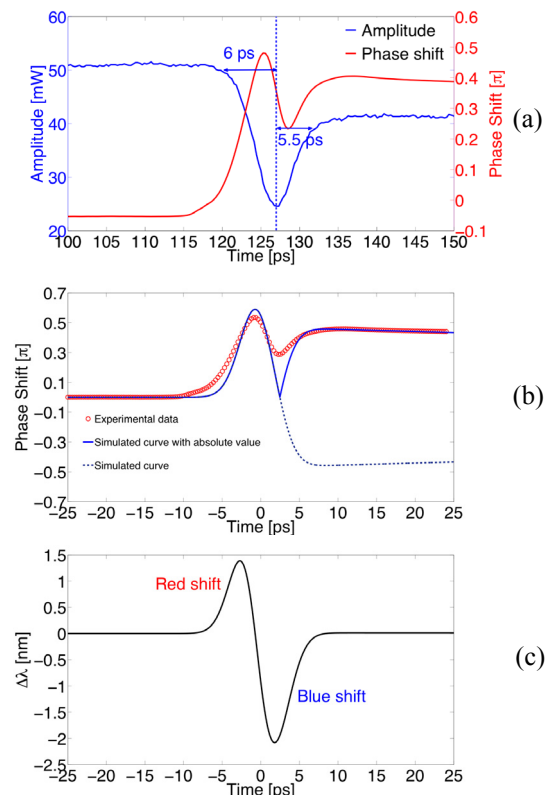 60
50
40
30
20
Amplitude [mW]
6 ps
5.5 ps
Amplitude
Phase shift
0.6
0.5
0.4
0.3
0.2
0.1
0
−0.1
Phase Shift [π]
(a)
100 105 110 115 120 125 130 135 140 145 150
Time [ps]
0.7
0.5
0.3
0.1
−0.1
−0.3
−0.5
−0.7
Phase Shift [π]
Experimental data
Simulated curve with absolute value
Simulated curve
(b)
−25 −20 −15 −10 −5 0 5 10 15 20 25
Time [ps]
1.5
1
0.5
0
−0.5
−1
−1.5
−2
−2.5
Δλ [nm]
Red shift
Blue shift
(c)
−25 −20 −15 −10 −5 0 5 10 15 20 25
Time [ps]